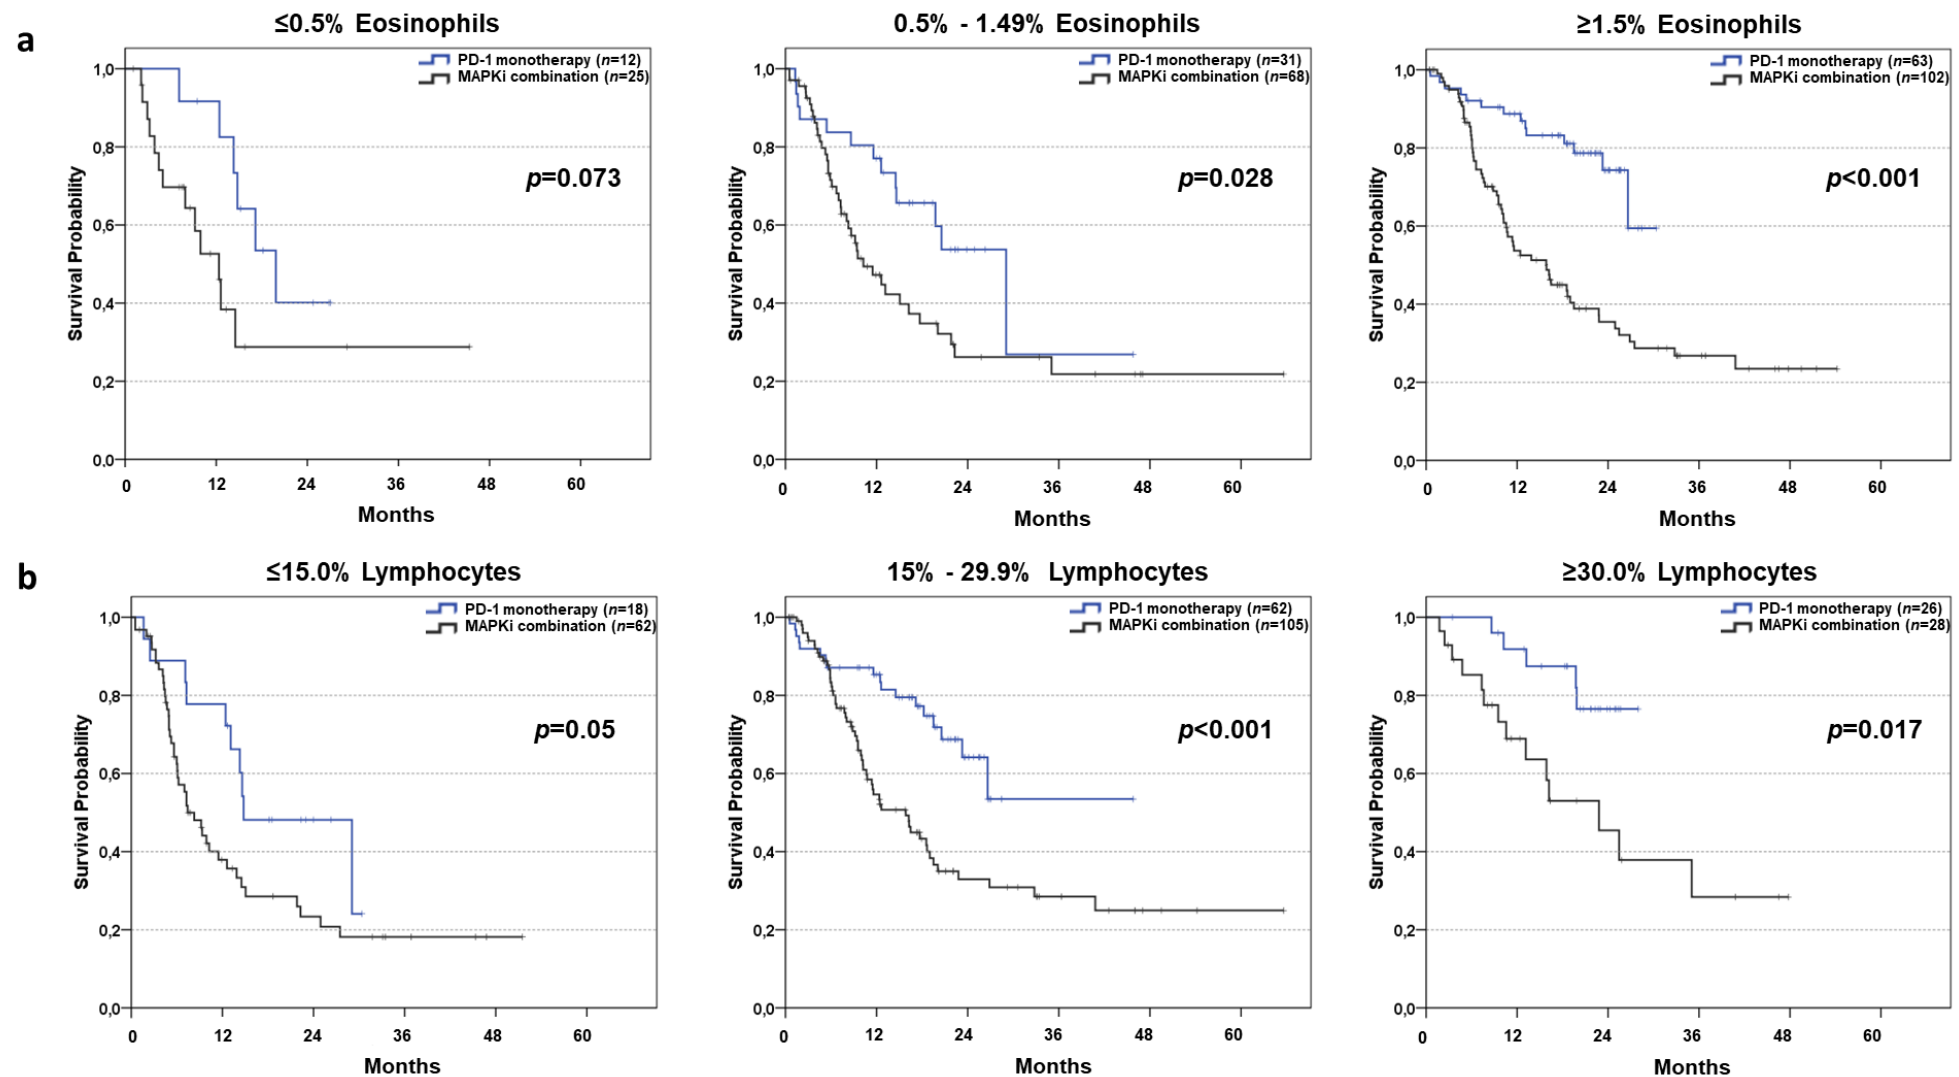 a
≤0.5% Eosinophils
PD-1 monotherapy (n=12)
MAPKi combination (n=25)
p=0.073
Survival Probability
1,0
0,8
0,6
0,4
0,2
0.0
0 12 24 36 48 60
Months
0.5% - 1.49% Eosinophils
PD-1 monotherapy (n=31)
MAPKi combination (n=68)
p=0.028
Survival Probability
1,0
0,8
0,6
0,4
0,2
0,0
0 12 24 36 48 60
Months
≥1.5% Eosinophils
PD-1 monotherapy (n=63)
MAPKi combination (n=102)
p<0.001
Survival Probability
1,0
0,8
0,6
0,4
0,2
0,0
0 12 24 36 48 60
Months
b
≤15.0% Lymphocytes
PD-1 monotherapy (n=18)
MAPKi combination (n=62)
p=0.05
Survival Probability
1,0
0,8
0,6
0,4
0,2
0,0
0 12 24 36 48 60
Months
15% - 29.9% Lymphocytes
PD-1 monotherapy (n=62)
MAPKi combination (n=105)
p<0.001
Survival Probability
1,0
0,8
0,6
0,4
0,2
0,0
0 12 24 36 48 60
Months
≥30.0% Lymphocytes
PD-1 monotherapy (n=26)
MAPKi combination (n=28)
p=0.017
Survival Probability
1,0
0,8
0,6
0,4
0,2
0,0
0 12 24 36 48 60
Months